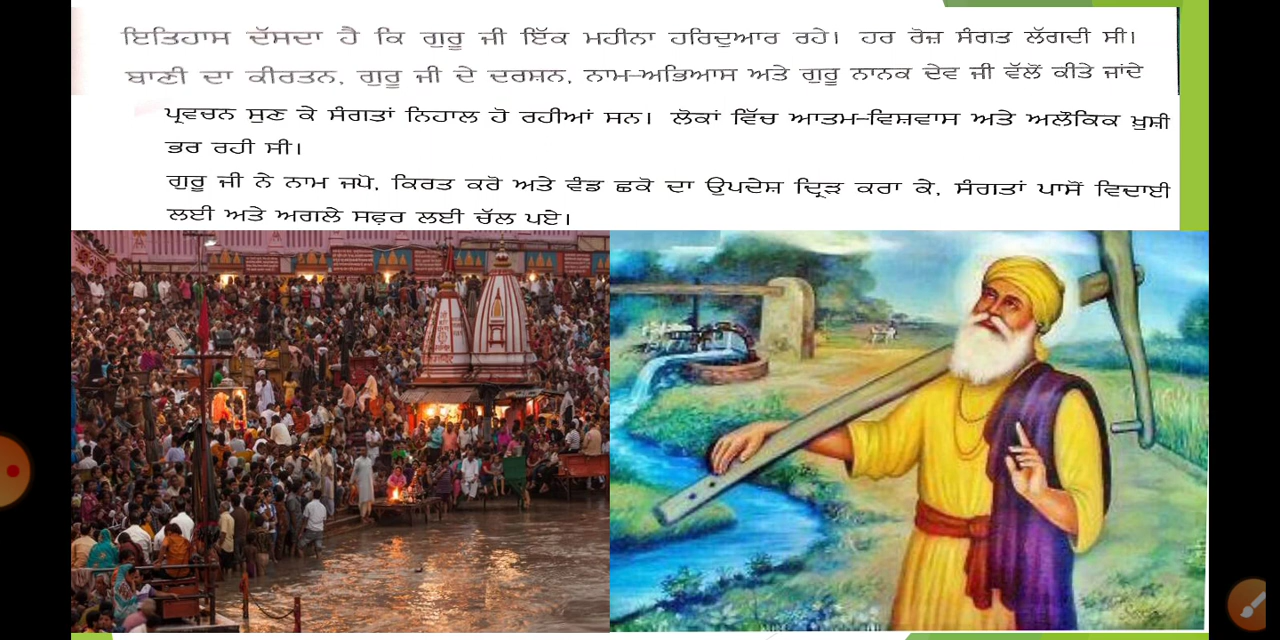 ਇਤਿਹਾਸ ਦੱਸਦਾ ਹੈ ਕਿ ਗੁਰੂ ਜੀ ਇੱਕ ਮਹੀਨਾ ਹਰਿਦੁਆਰ ਰਹੇ। ਹਰ ਰੋਜ਼ ਸੰਗਤ ਲੱਗਦੀ ਸੀ।
ਬਾਣੀ ਦਾ ਕੀਰਤਨ, ਗੁਰੂ ਜੀ ਦੇ ਦਰਸ਼ਨ, ਨਾਮ-ਅਭਿਆਸ ਅਤੇ ਗੁਰੂ ਨਾਨਕ ਦੇਵ ਜੀ ਵੱਲੋਂ ਕੀਤੇ ਜਾਂਦੇ
ਪ੍ਰਵਚਨ ਸੁਣ ਕੇ ਸੰਗਤਾਂ ਨਿਹਾਲ ਹੋ ਰਹੀਆਂ ਸਨ। ਲੋਕਾਂ ਵਿੱਚ ਆਤਮ-ਵਿਸ਼ਵਾਸ ਅਤੇ ਅਲੌਕਿਕ ਖ਼ੁਸ਼ੀ
ਭਰ ਰਹੀ ਸੀ।
ਗੁਰੂ ਜੀ ਨੇ ਨਾਮ ਜਪੋ, ਕਿਰਤ ਕਰੋ ਅਤੇ ਵੰਡ ਛਕੋ ਦਾ ਉਪਦੇਸ਼ ਦ੍ਰਿੜ ਕਰਾ ਕੇ, ਸੰਗਤਾਂ ਪਾਸੋਂ ਵਿਦਾਈ
ਲਈ ਅਤੇ ਅਗਲੇ ਸਫ਼ਰ ਲਈ ਚੱਲ ਪਏ।